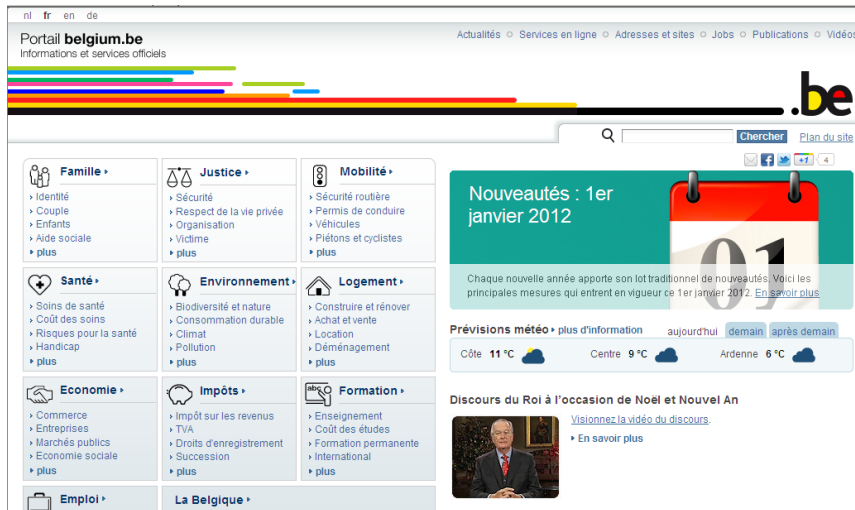 nl fr en de
Portail belgium.be
Informations et services officiels
Actualités Services en ligne Adresses et sites Jobs Publications Vidéos
.be
Chercher Plan du site
+1 4
Famille
Identité
Couple
Enfants
Aide sociale
plus
Justice
Sécurité
Respect de la vie privée
Organisation
Victime
plus
Mobilité
Sécurité routière
Permis de conduire
Véhicules
Piétons et cyclistes
plus
Santé
Soins de santé
Coût des soins
Risques pour la santé
Handicap
plus
Environnement
Biodiversité et nature
Consommation durable
Climat
Pollution
plus
Logement
Construire et rénover
Achat et vente
Location
Déménagement
plus
Economie
Commerce
Entreprises
Marchés publics
Economie sociale
plus
Impôts
Impôt sur les revenus
TVA
Droits d'enregistrement
Succession
plus
abc
Formation
Enseignement
Coût des études
Formation permanente
International
plus
Emploi
La Belgique
Nouveautés : 1er
janvier 2012
01
Chaque nouvelle année apporte son lot traditionnel de nouveautés. Voici les
principales mesures qui entrent en vigueur ce 1er janvier 2012. En savoir plus
Prévisions météo plus d'information aujourd'hui demain après demain
Côte 11 °C Centre 9 °C Ardenne 6 °C
Discours du Roi à l'occasion de Noël et Nouvel An
Visionnez la vidéo du discours.
En savoir plus